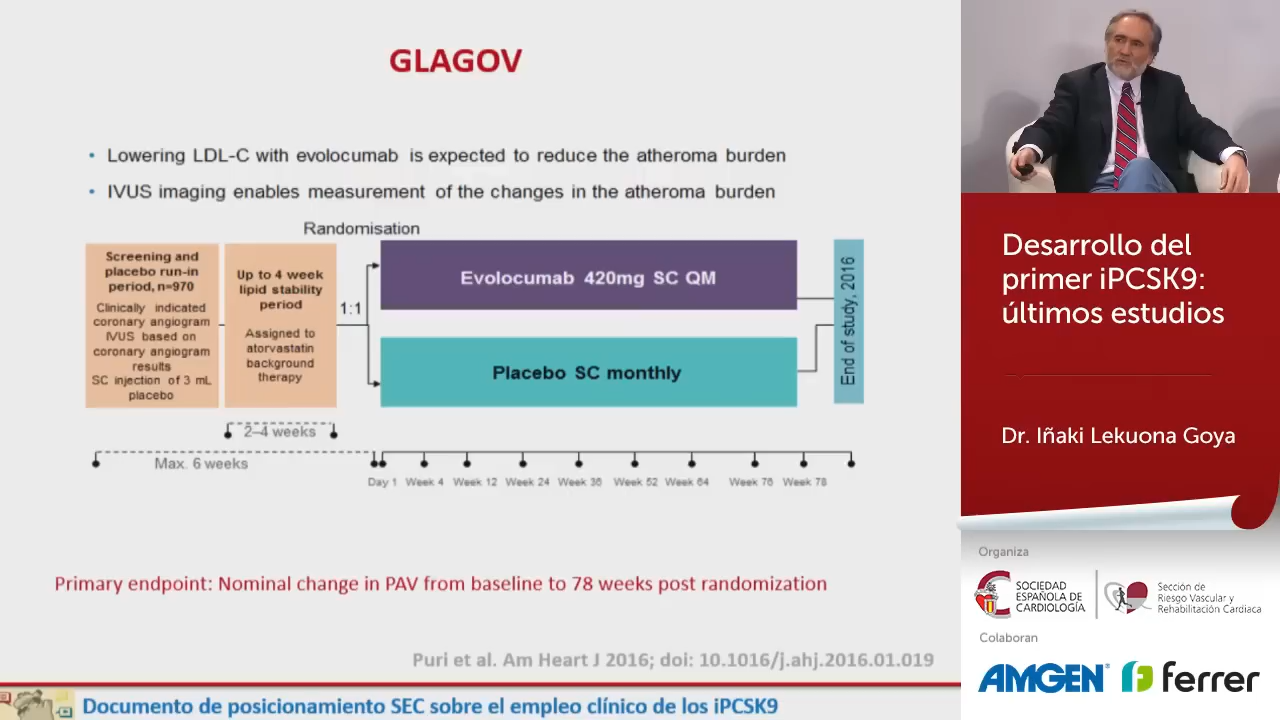 GLAGOV
• Lowering LDL-C with evolocumab is expected to reduce the atheroma burden
• IVUS imaging enables measurement of the changes in the atheroma burden
Randomisation
Screening and
placebo run-in
period, n=970
Clinically indicated
coronary angiogram
IVUS based on
coronary angiogram
results
SC injection of 3 mL
placebo
Up to 4 week
lipid stability
period
Assigned to
atorvastatin
background
therapy
1:1
Evolocumab 420mg SC QM
Placebo SC monthly
End of study, 2016
2–4 weeks
Max. 6 weeks
Day 1 Week 4 Week 12 Week 24 Week 36 Week 52 Week 64 Week 76 Week 78
Primary endpoint: Nominal change in PAV from baseline to 78 weeks post randomization
Puri et al. Am Heart J 2016; doi: 10.1016/j.ahj.2016.01.019
Documento de posicionamiento SEC sobre el empleo clínico de los iPCSK9
Desarrollo del
primer iPCSK9:
últimos estudios
Dr. Iñaki Lekuona Goya
Organiza
SOCIEDAD
ESPAÑOLA DE
CARDIOLOGÍA
Sección de
Riesgo Vascular y
Rehabilitación Cardiaca
Colaboran
AMGEN®
ferrer